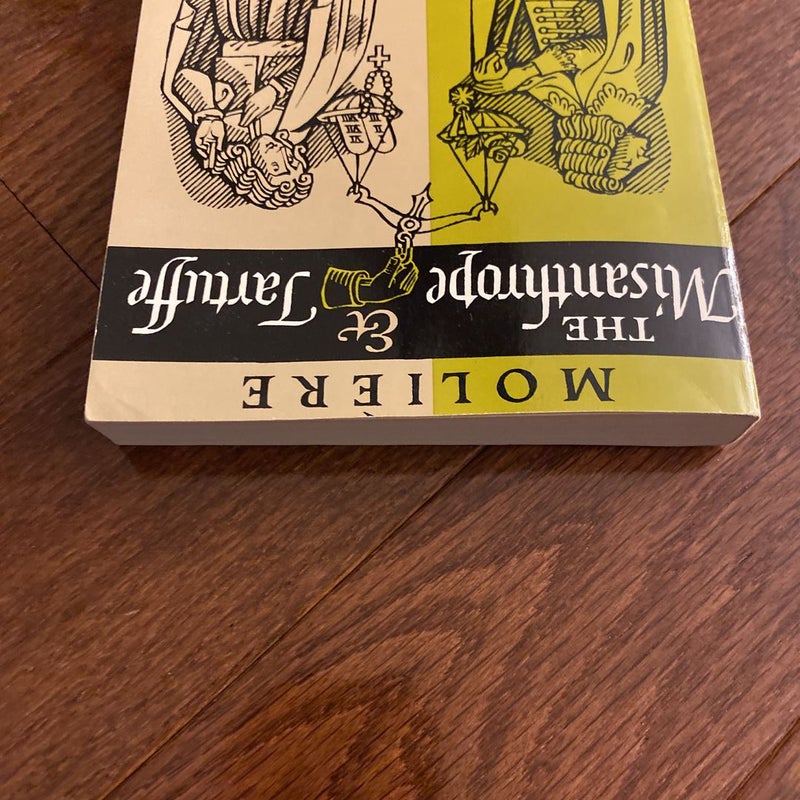 MOLIÈRE
THE
Misanthrope & Tartuffe